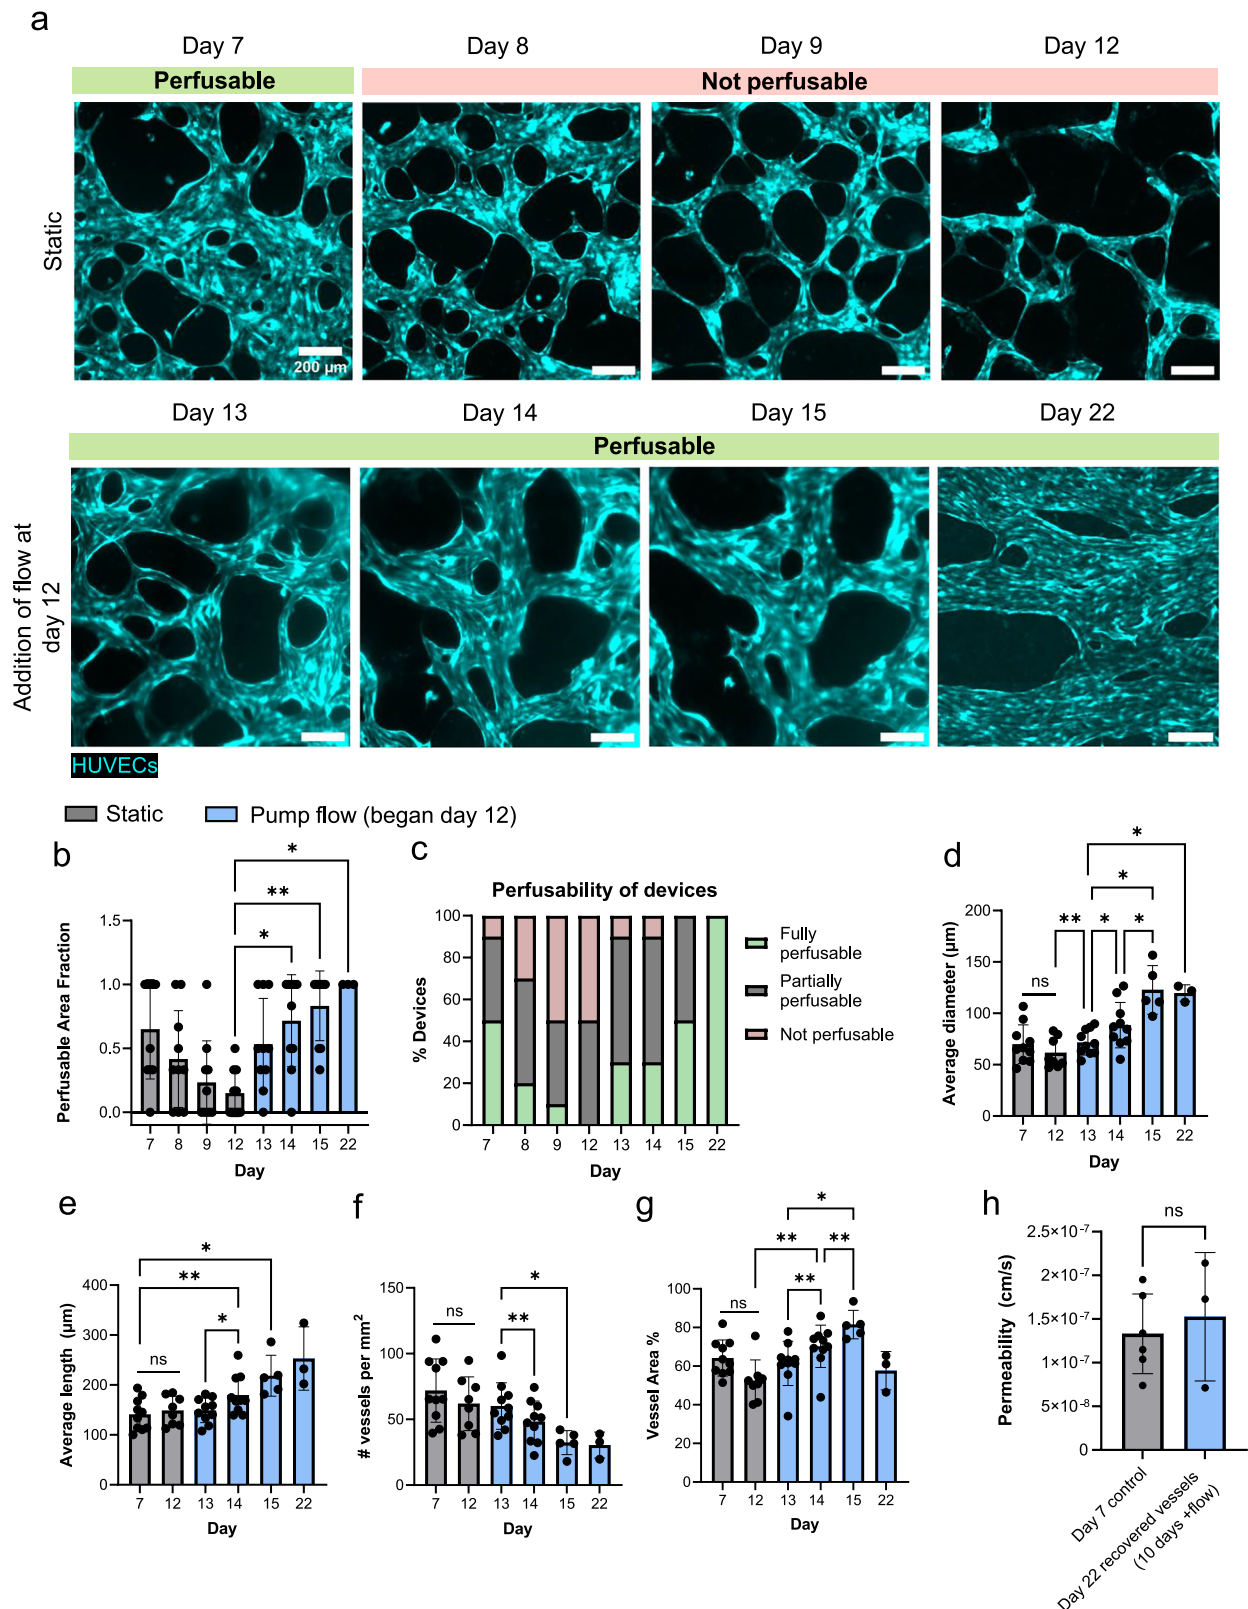 a
Day 7
Day 8
Day 9
Day 12
Perfusable
Not perfusable
Static
200 µm
Day 13
Day 14
Day 15
Day 22
Perfusable
Addition of flow at
day 12
HUVECs
Static
Pump flow (began day 12)
b
Perfusable Area Fraction
1.5
1.0
0.5
0.0
*
**
*
7 8 9 12 13 14 15 22
Day
c
Perfusability of devices
% Devices
100
80
60
40
20
0
7 8 9 12 13 14 15 22
Day
Fully
perfusable
Partially
perfusable
Not perfusable
d
Average diameter (µm)
200
150
100
50
0
*
*
** * *
ns
7 12 13 14 15 22
Day
e
Average length (µm)
400
300
200
100
0
*
**
*
ns
7 12 13 14 15 22
Day
f
# vessels per mm²
150
100
50
0
*
**
ns
7 12 13 14 15 22
Day
g
Vessel Area %
100
80
60
40
20
0
*
** **
**
ns
7 12 13 14 15 22
Day
h
Permeability (cm/s)
2.5×10⁻⁷
2×10⁻⁷
1.5×10⁻⁷
1×10⁻⁷
5×10⁻⁸
0
ns
Day 7 control
Day 22 recovered vessels
(10 days +flow)